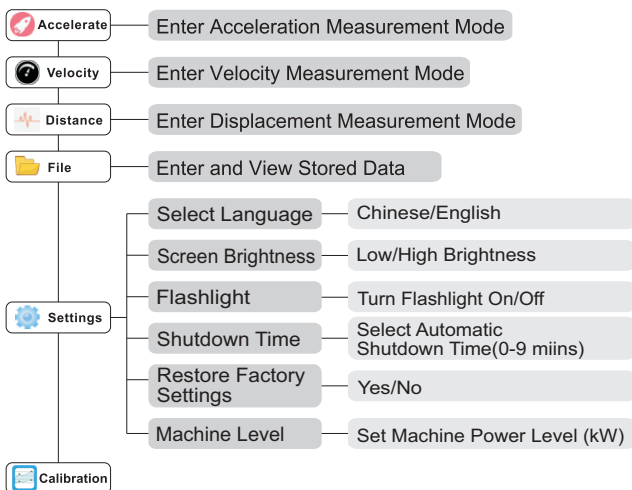 Accelerate
Enter Acceleration Measurement Mode
Velocity
Enter Velocity Measurement Mode
Distance
Enter Displacement Measurement Mode
File
Enter and View Stored Data
Settings
Select Language
Chinese/English
Screen Brightness
Low/High Brightness
Flashlight
Turn Flashlight On/Off
Shutdown Time
Select Automatic
Shutdown Time(0-9 miins)
Restore Factory
Settings
Yes/No
Machine Level
Set Machine Power Level (kW)
Calibration